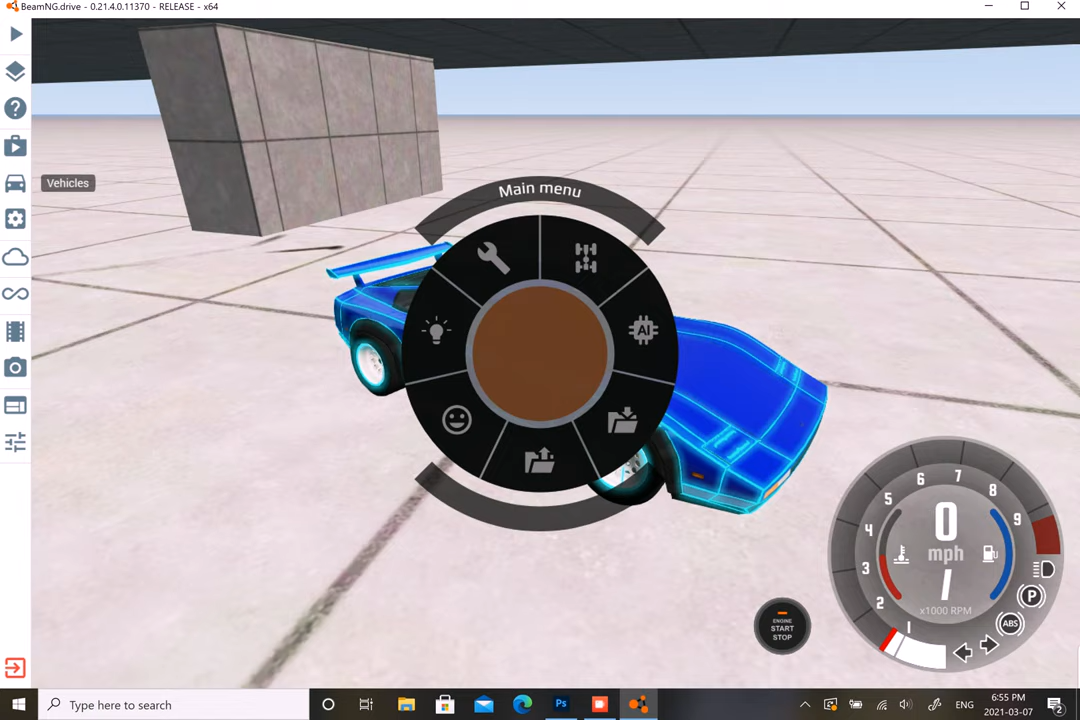 BeamNG.drive - 0.21.4.0.11370 - RELEASE - x64
Vehicles
Main menu
AI
1
2
3
4
5
6
7
8
9
0
mph
1
x1000 RPM
P
ABS
ENGINE
START
STOP
Type here to search
Ps
ENG
6:55 PM
2021-03-07
2